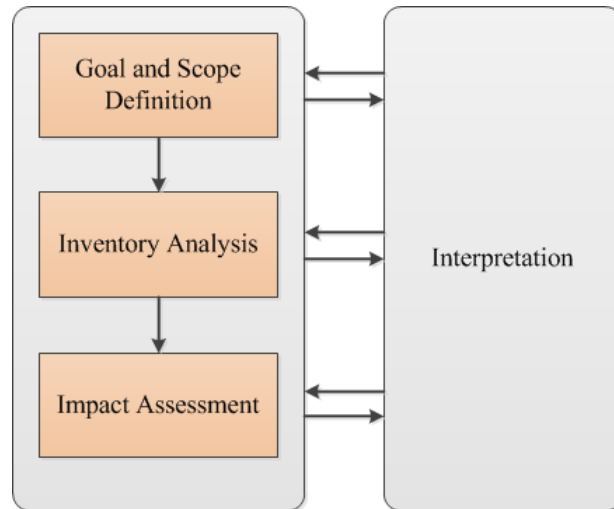 Goal and Scope
Definition
Inventory Analysis
Interpretation
Impact Assessment